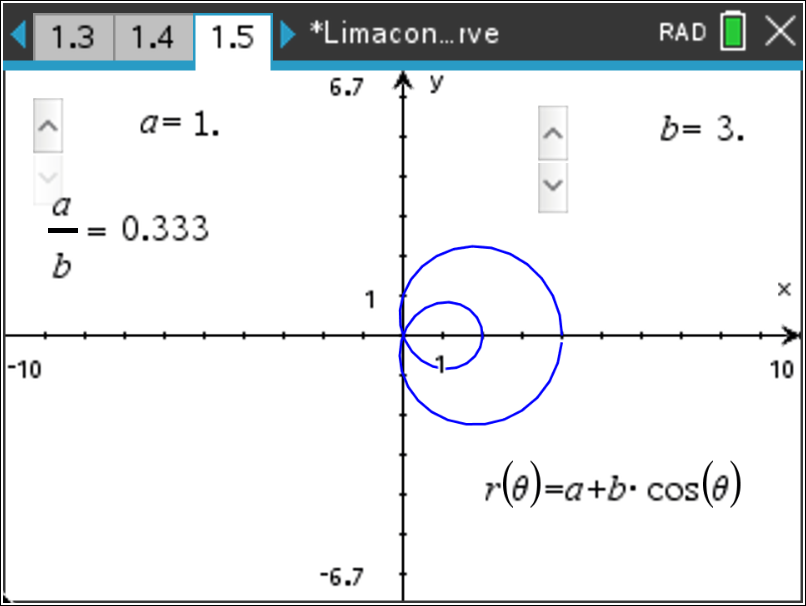 1.3 1.4 1.5 *Limacon...rve RAD
6.7 y
a= 1. b= 3.
a/b = 0.333
1 x
-10 1 10
r(θ)=a+b· cos(θ)
-6.7